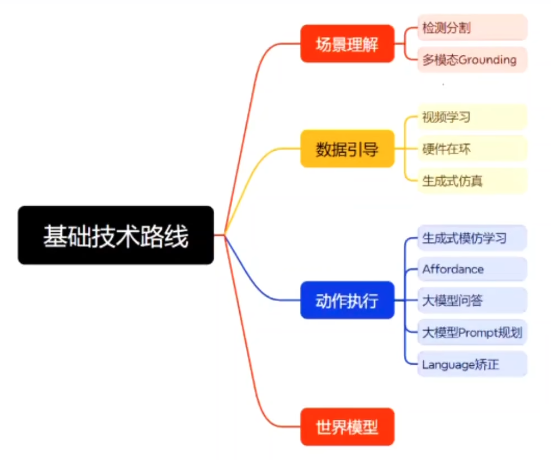 基础技术路线
场景理解
检测分割
多模态Grounding
数据引导
视频学习
硬件在环
生成式仿真
动作执行
生成式模仿学习
Affordance
大模型问答
大模型Prompt规划
Language矫正
世界模型